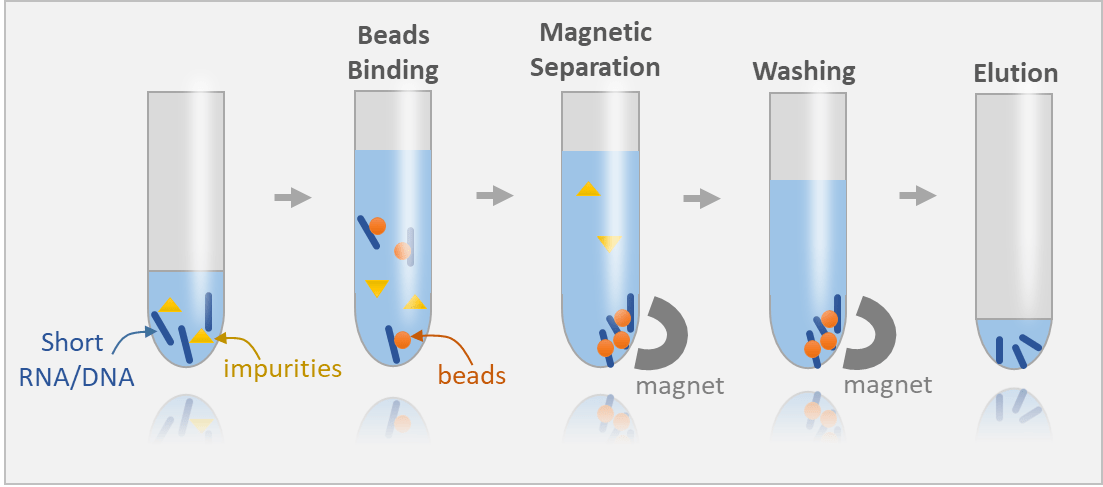 Beads
Binding
Magnetic
Separation
Washing
Elution
Short
RNA/DNA
impurities
beads
magnet
magnet